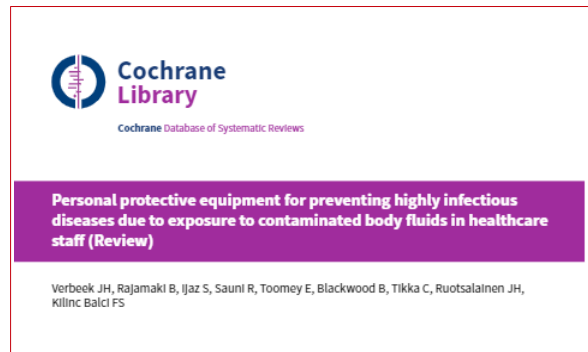 Cochrane
Library
Cochrane Database of Systematic Reviews
Personal protective equipment for preventing highly infectious
diseases due to exposure to contaminated body fluids in healthcare
staff (Review)
Verbeek JH, Rajamaki B, Ijaz S, Sauni R, Toomey E, Blackwood B, Tikka C, Ruotsalainen JH,
Kilinc Balci FS